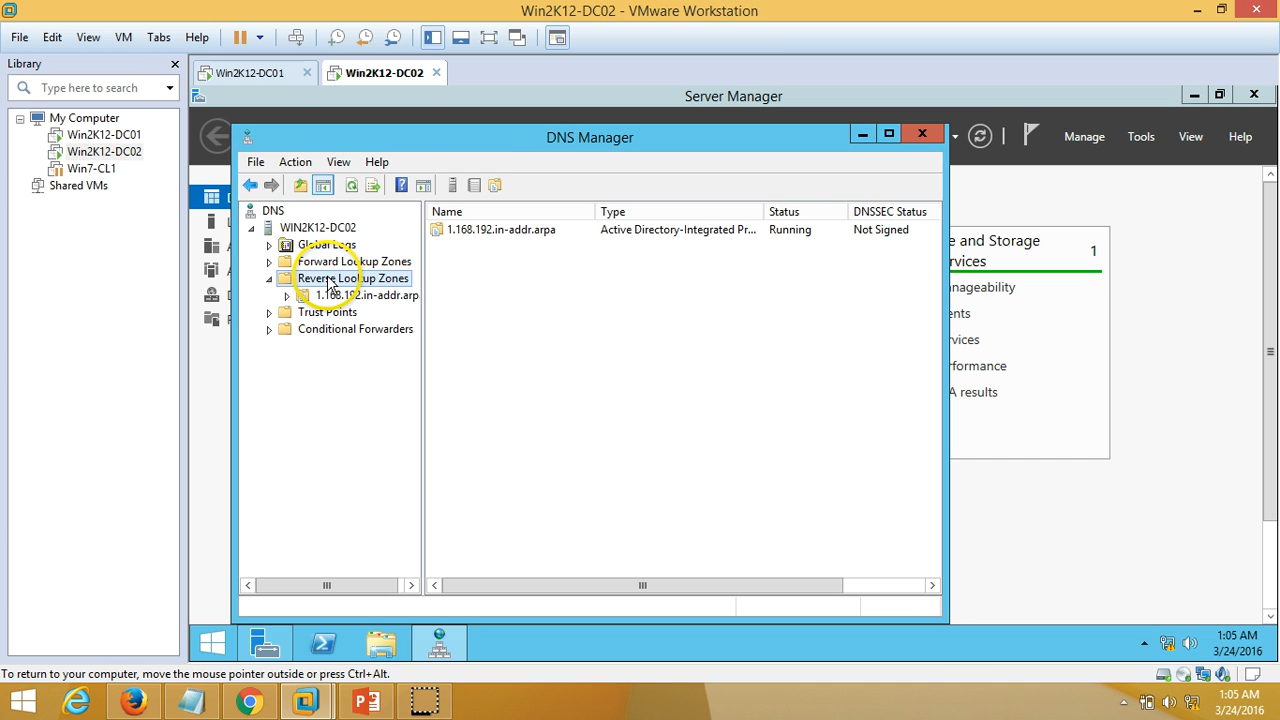 Win2K12-DC02 - VMware Workstation
File Edit View VM Tabs Help
Library
Type here to search
My Computer
Win2K12-DC01
Win2K12-DC02
Win7-CL1
Shared VMs
Win2K12-DC01
Win2K12-DC02
Server Manager
Manage Tools View Help
DNS Manager
File Action View Help
DNS
WIN2K12-DC02
Global Logs
Forward Lookup Zones
Reverse Lookup Zones
1.168.192.in-addr.arp
Trust Points
Conditional Forwarders
Name Type Status DNSSEC Status
1.168.192.in-addr.arpa Active Directory-Integrated Pr... Running Not Signed
e and Storage 1
rvices
anageability
ents
rvices
rformance
A results
1:05 AM
3/24/2016
To return to your computer, move the mouse pointer outside or press Ctrl+Alt.
1:05 AM
3/24/2016